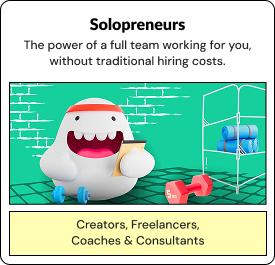 Solopreneurs
The power of a full team working for you,
without traditional hiring costs.
Creators, Freelancers,
Coaches & Consultants